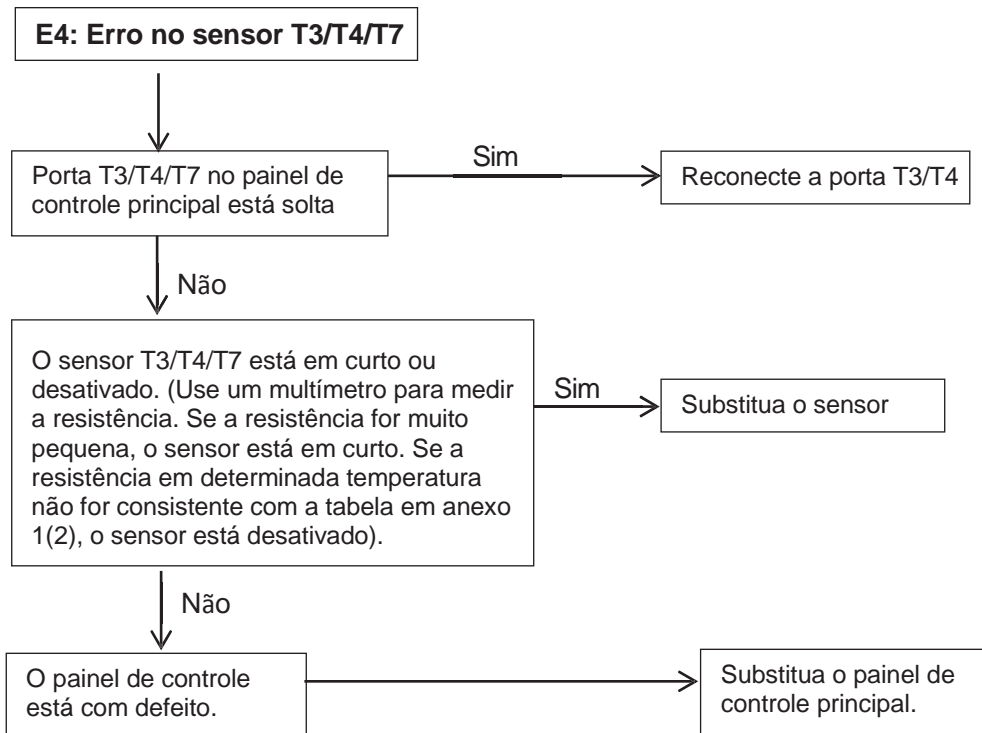 E4: Erro no sensor T3/T4/T7
Porta T3/T4/T7 no painel de
controle principal está solta
Sim
Reconecte a porta T3/T4
Não
O sensor T3/T4/T7 está em curto ou
desativado. (Use um multímetro para medir
a resistência. Se a resistência for muito
pequena, o sensor está em curto. Se a
resistência em determinada temperatura
não for consistente com a tabela em anexo
1(2), o sensor está desativado).
Sim
Substitua o sensor
Não
O painel de controle
está com defeito.
Substitua o painel de
controle principal.